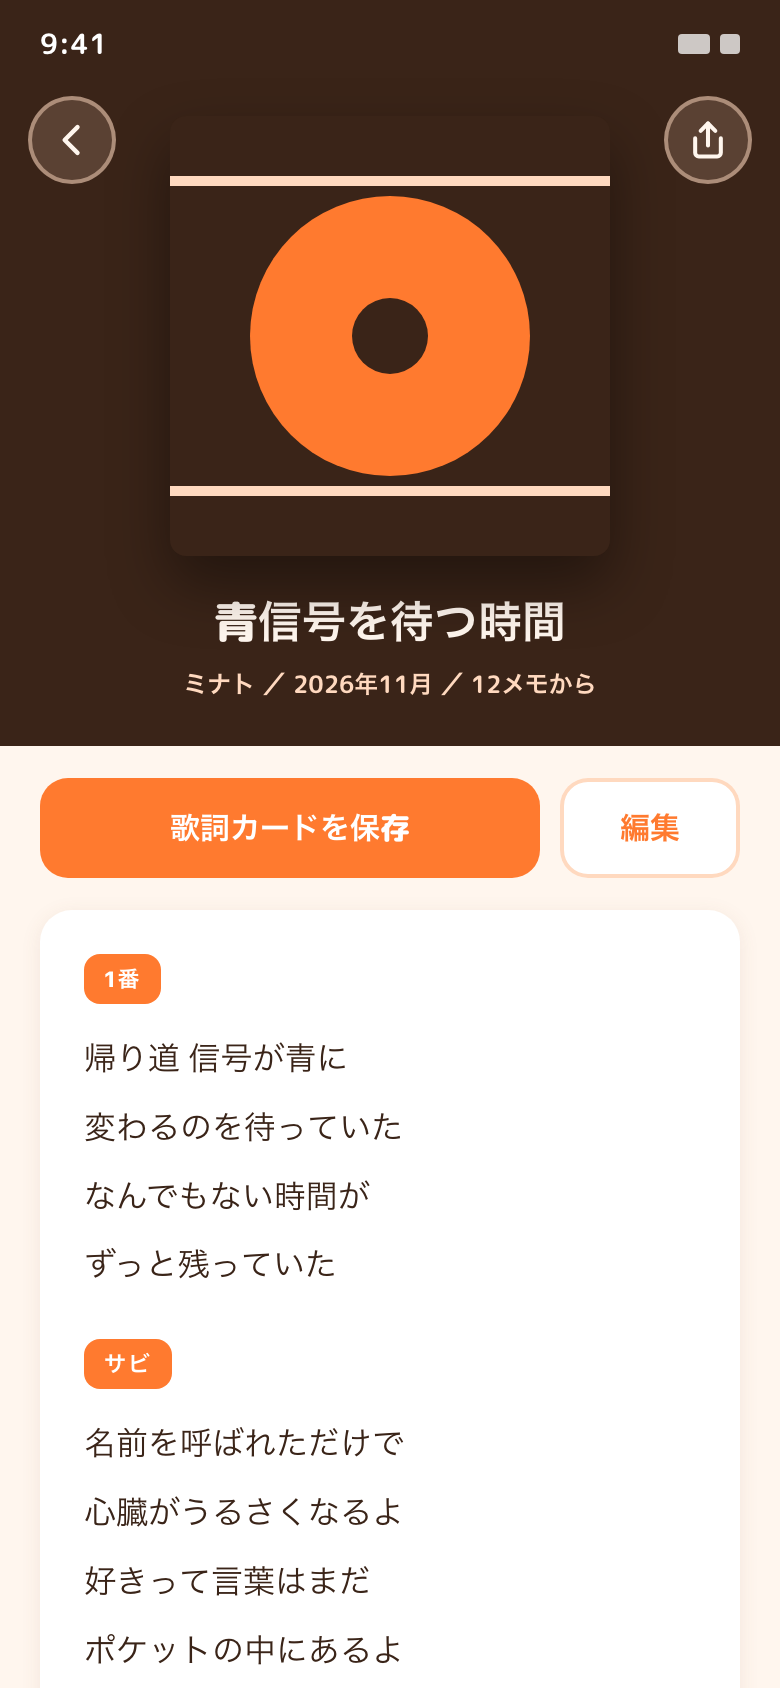 9:41
青信号を待つ時間
ミナト ／ 2026年11月 ／ 12メモから
歌詞カードを保存
編集
1番
帰り道 信号が青に
変わるのを待っていた
なんでもない時間が
ずっと残っていた
サビ
名前を呼ばれただけで
心臓がうるさくなるよ
好きって言葉はまだ
ポケットの中にあるよ